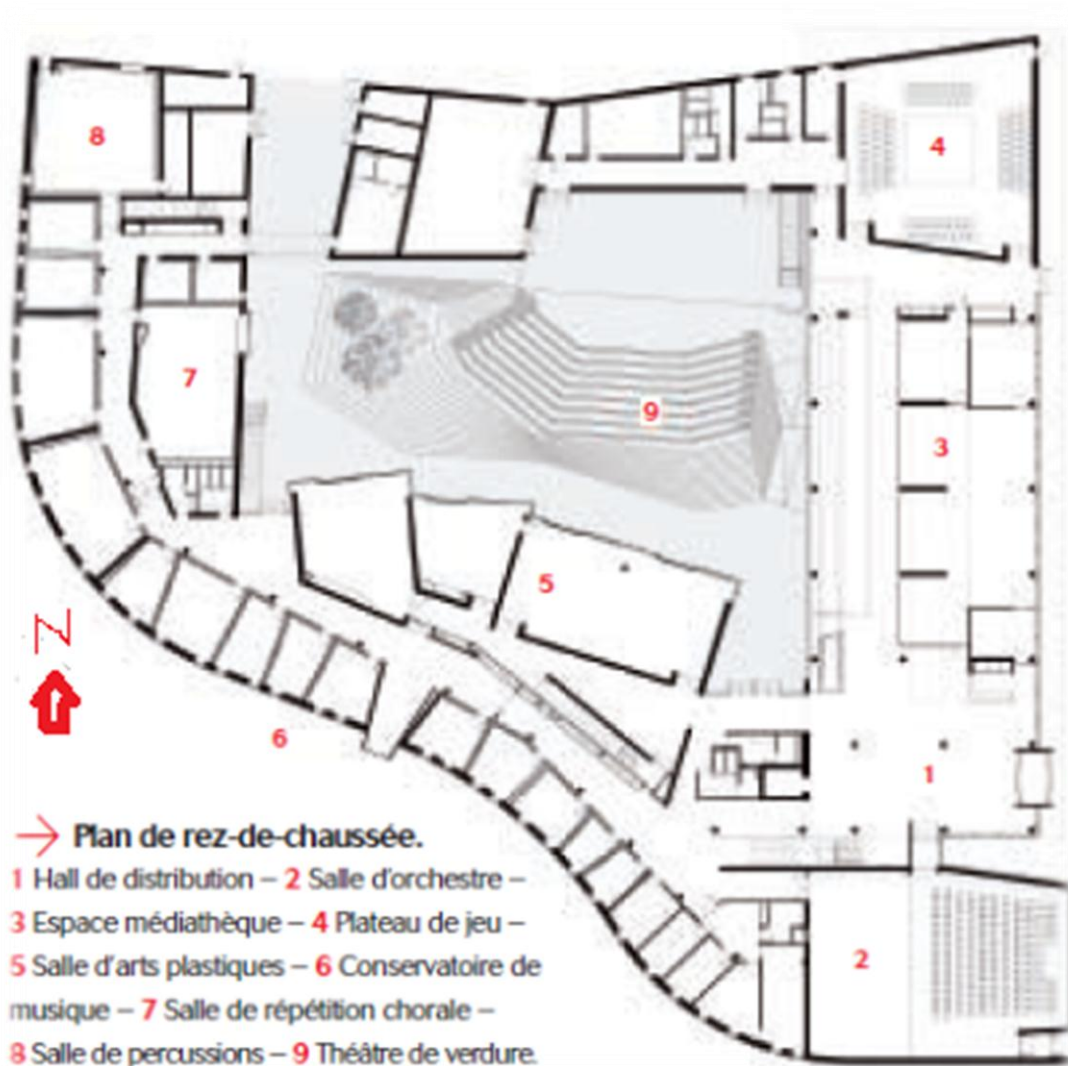 8
4
7
9
3
5
N
6
1
2
→ Plan de rez-de-chaussée.
1 Hall de distribution – 2 Salle d'orchestre –
3 Espace médiathèque – 4 Plateau de jeu –
5 Salle d'arts plastiques – 6 Conservatoire de
musique – 7 Salle de répétition chorale –
8 Salle de percussions – 9 Théâtre de verdure.